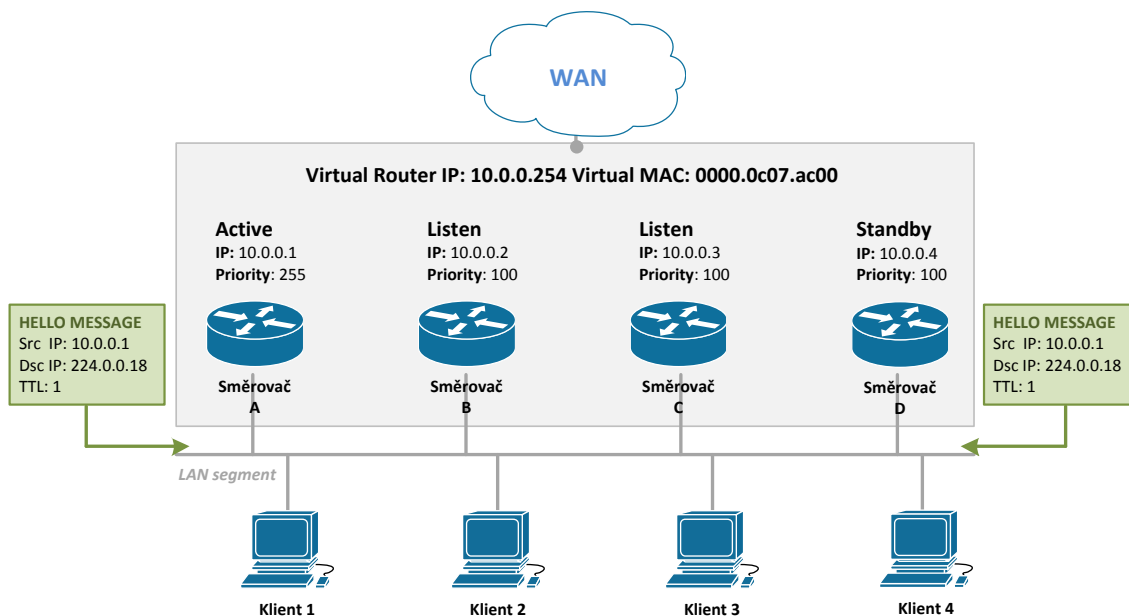 WAN
Virtual Router IP: 10.0.0.254 Virtual MAC: 0000.0c07.ac00
Active
IP: 10.0.0.1
Priority: 255
Listen
IP: 10.0.0.2
Priority: 100
Listen
IP: 10.0.0.3
Priority: 100
Standby
IP: 10.0.0.4
Priority: 100
HELLO MESSAGE
Src IP: 10.0.0.1
Dsc IP: 224.0.0.18
TTL: 1
HELLO MESSAGE
Src IP: 10.0.0.1
Dsc IP: 224.0.0.18
TTL: 1
Směrovač
A
Směrovač
B
Směrovač
C
Směrovač
D
LAN segment
Klient 1
Klient 2
Klient 3
Klient 4